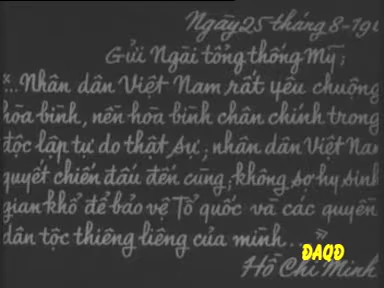 Ngày 25 tháng 8-19
Gửi Ngài tổng thống Mỹ;
"...Nhân dân Việt Nam rất yêu chuộng
hòa bình, nền hòa bình chân chính trong
độc lập tự do thật sự; nhân dân Việt Nam
quyết chiến đấu đến cùng, không sợ hy sinh
gian khổ để bảo vệ Tổ quốc và các quyền
dân tộc thiêng liêng của mình..."
ĐAQĐ
Hồ Chí Minh